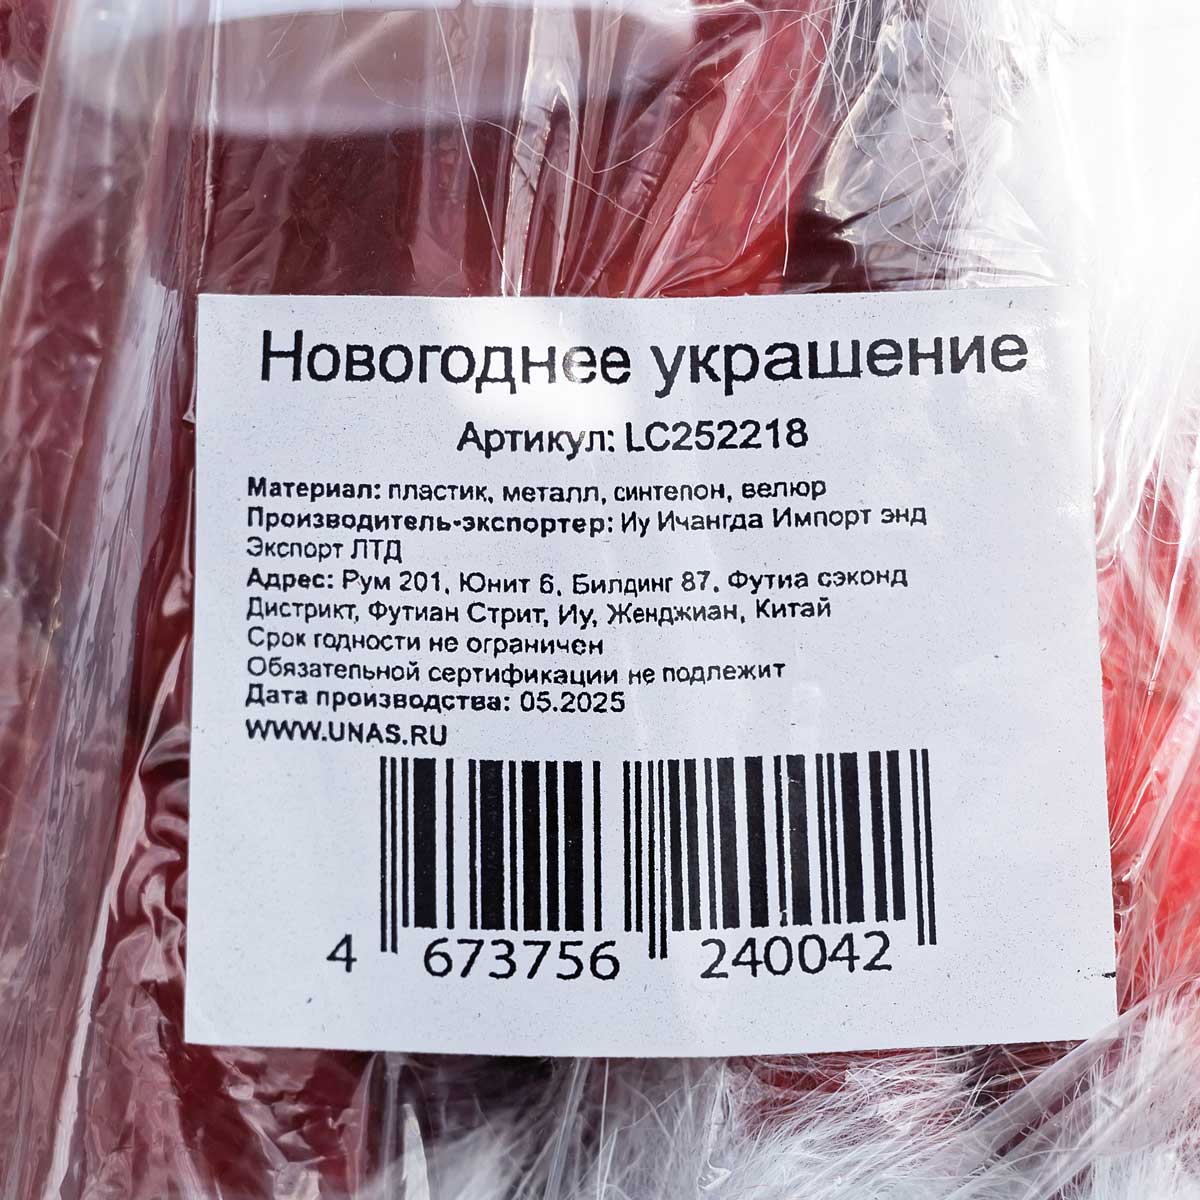 Новогоднее украшение
Артикул: LC252218
Материал: пластик, металл, синтепон, велюр
Производитель-экспортер: Иу Ичангда Импорт энд
Экспорт ЛТД
Адрес: Рум 201, Юнит 6, Билдинг 87, Футиа сэконд
Дистрикт, Футиан Стрит, Иу, Женджиан, Китай
Срок годности не ограничен
Обязательной сертификации не подлежит
Дата производства: 05.2025
WWW.UNAS.RU
4 673756 240042